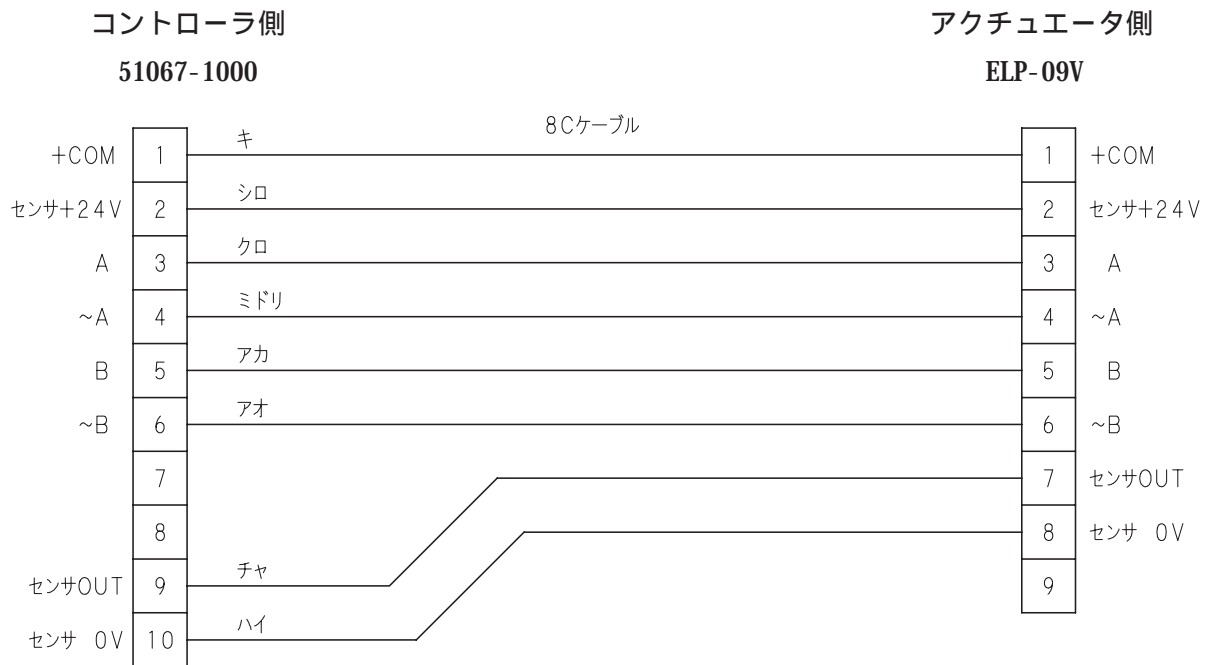 コントローラ側 アクチュエータ側
51067-1000 ELP-09V
8Cケーブル
+COM 1 キ 1 +COM
センサ+24V 2 シロ 2 センサ+24V
A 3 クロ 3 A
~A 4 ミドリ 4 ~A
B 5 アカ 5 B
~B 6 アオ 6 ~B
7 7 センサOUT
8 8 センサ 0V
センサOUT 9 チャ 9
センサ 0V 10 ハイ